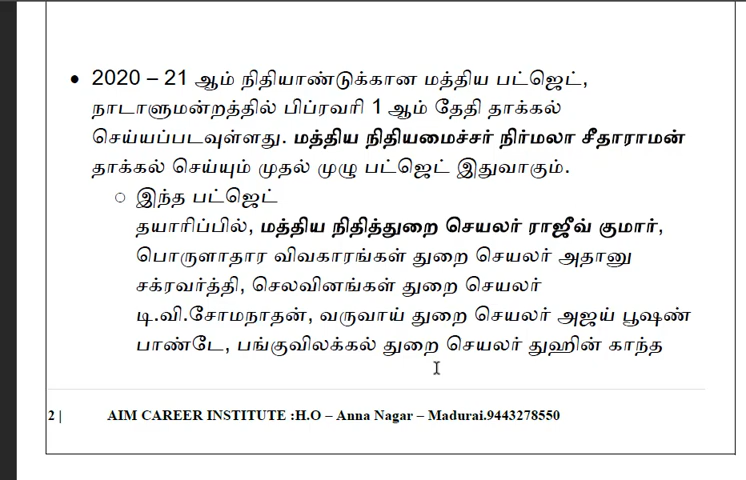 • 2020 – 21 ஆம் நிதியாண்டுக்கான மத்திய பட்ஜெட்,
நாடாளுமன்றத்தில் பிப்ரவரி 1 ஆம் தேதி தாக்கல்
செய்யப்படவுள்ளது. மத்திய நிதியமைச்சர் நிர்மலா சீதாராமன்
தாக்கல் செய்யும் முதல் முழு பட்ஜெட் இதுவாகும்.
○ இந்த பட்ஜெட்
தயாரிப்பில், மத்திய நிதித்துறை செயலர் ராஜீவ் குமார்,
பொருளாதார விவகாரங்கள் துறை செயலர் அதானு
சக்ரவர்த்தி, செலவினங்கள் துறை செயலர்
டி.வி.சோமநாதன், வருவாய் துறை செயலர் அஜய் பூஷண்
பாண்டே, பங்குவிலக்கல் துறை செயலர் துஹின் காந்த
2 | AIM CAREER INSTITUTE :H.O – Anna Nagar – Madurai.9443278550